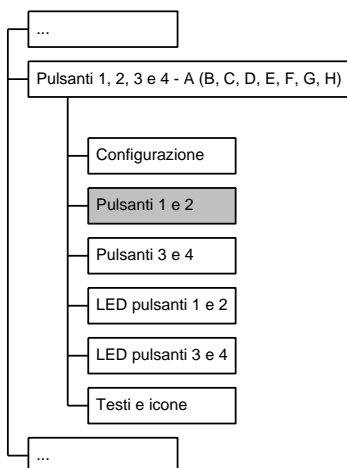 ...
Pulsanti 1, 2, 3 e 4 - A (B, C, D, E, F, G, H)
Configurazione
Pulsanti 1 e 2
Pulsanti 3 e 4
LED pulsanti 1 e 2
LED pulsanti 3 e 4
Testi e icone
...